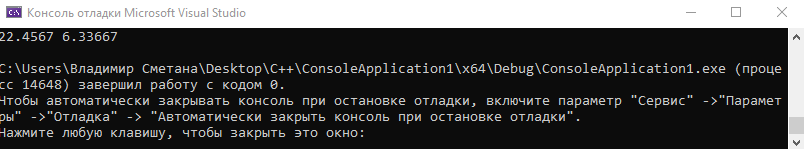 Консоль отладки Microsoft Visual Studio
22.4567 6.33667
C:\Users\Владимир Сметана\Desktop\C++\ConsoleApplication1\x64\Debug\ConsoleApplication1.exe (проце
сс 14648) завершил работу с кодом 0.
Чтобы автоматически закрывать консоль при остановке отладки, включите параметр "Сервис" ->"Парамет
ры" ->"Отладка" -> "Автоматически закрыть консоль при остановке отладки".
Нажмите любую клавишу, чтобы закрыть это окно: